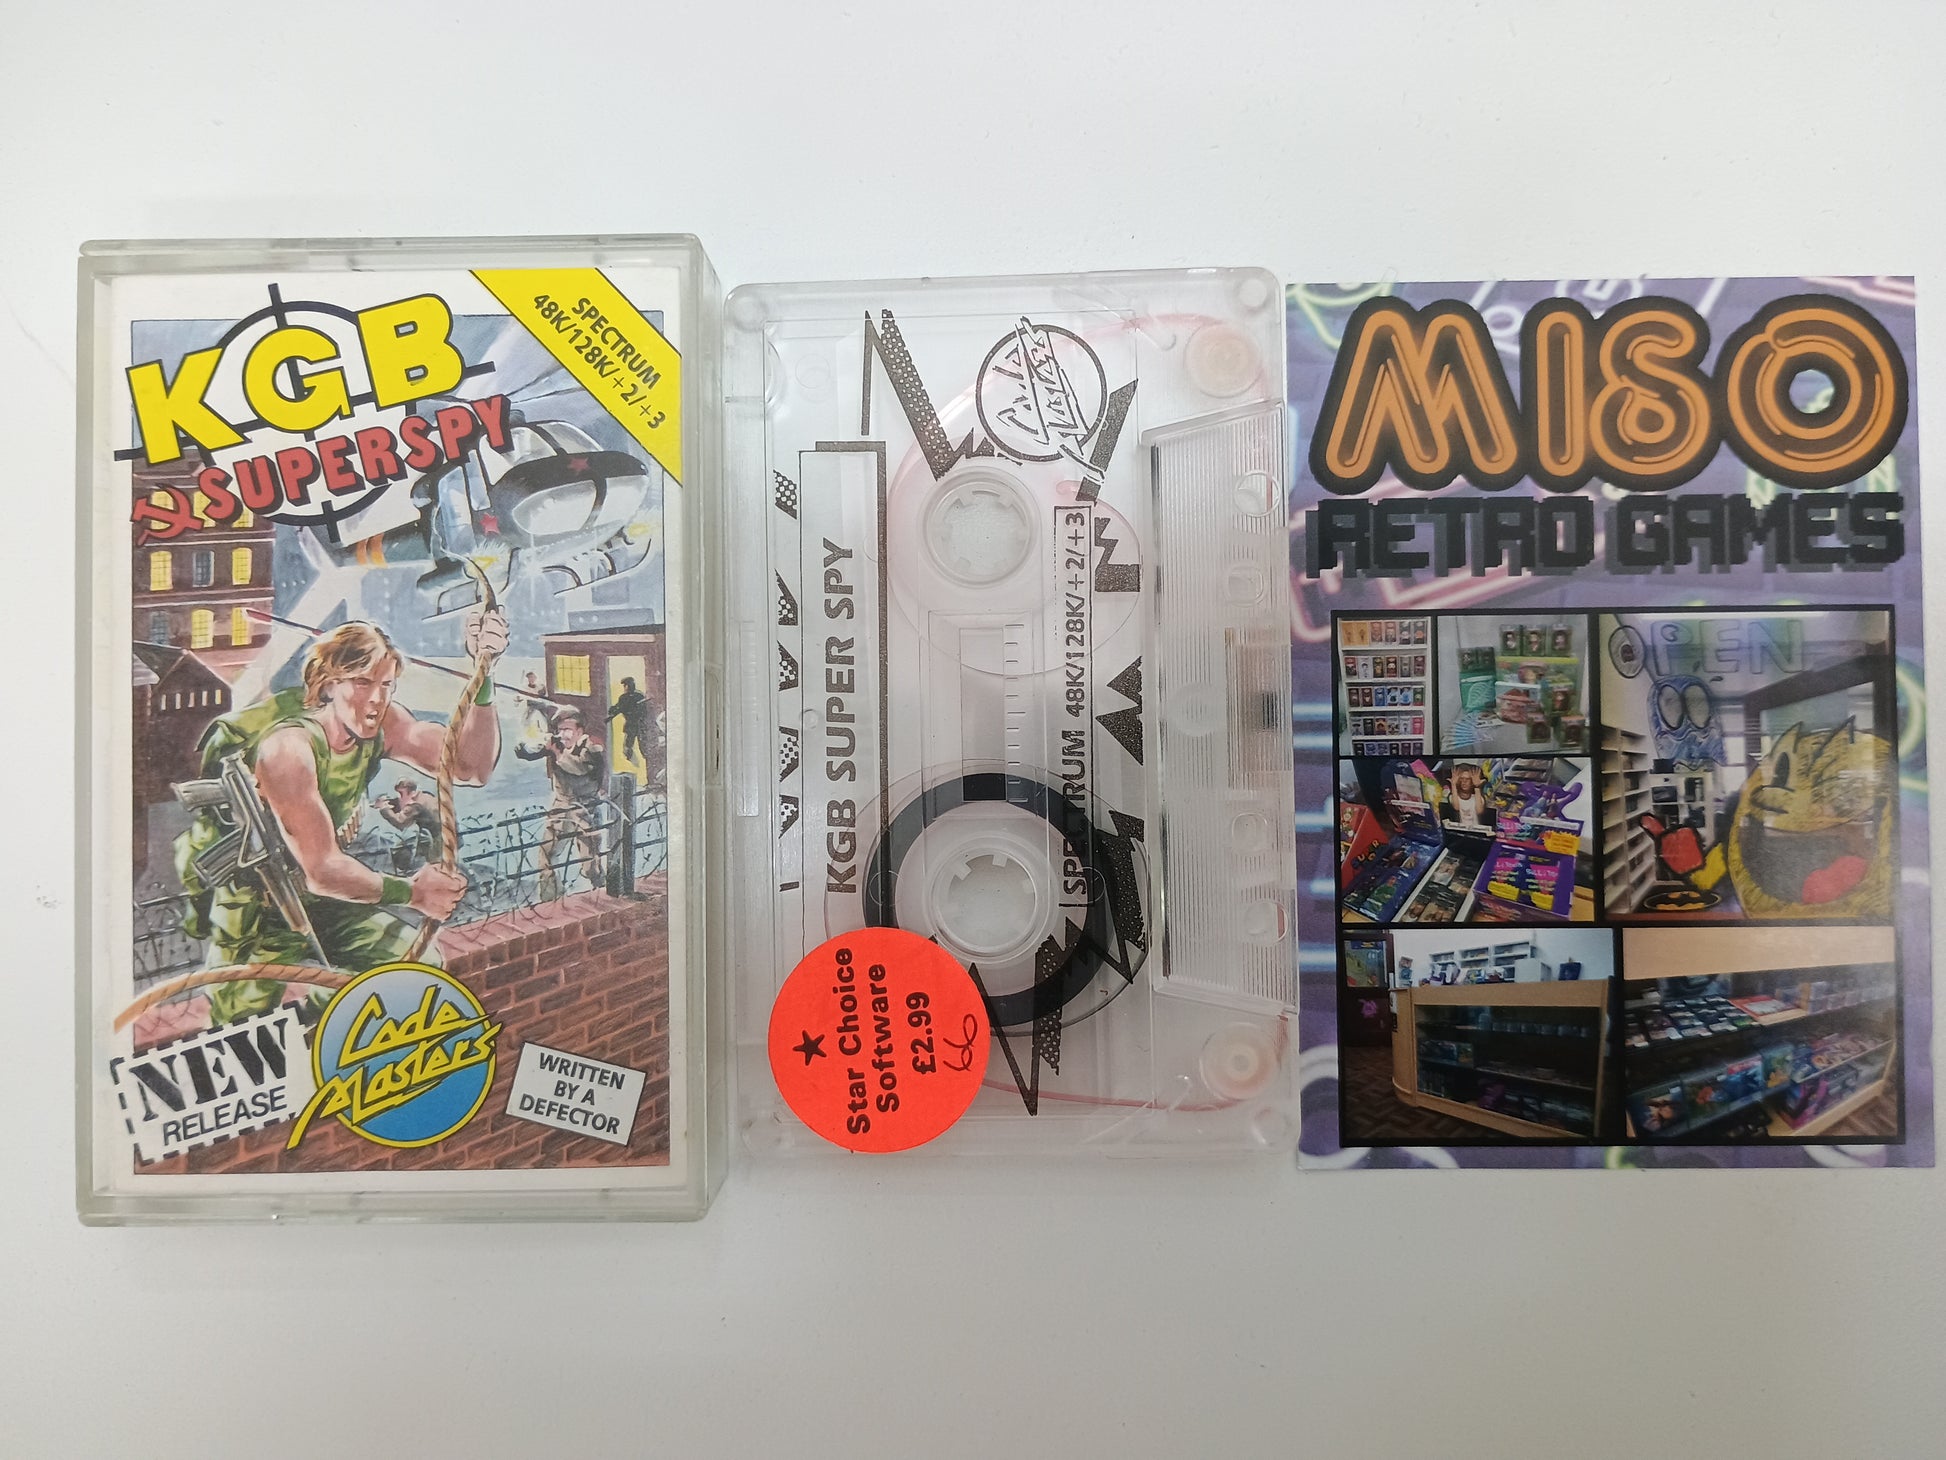 KGB
SUPERSPY
SPECTRUM
48K/128K/+2/+3
NEW
RELEASE
Code
Masters
WRITTEN
BY A
DEFECTOR
Code
Masters
KGB SUPER SPY
SPECTRUM 48K/128K/+2/+3
Star Choice
Software
£2.99
MISO
RETRO GAMES
OPEN